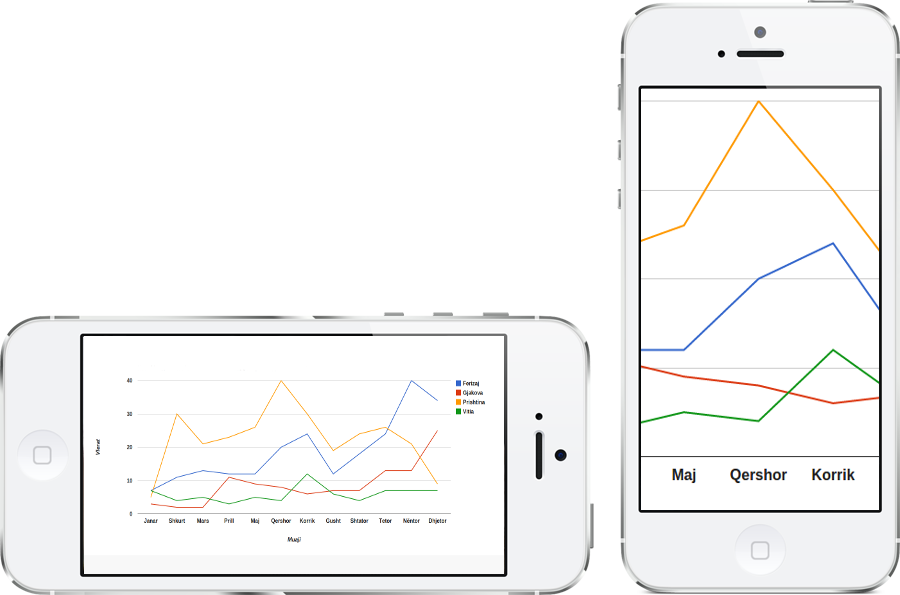 40
30
20
10
0
Vlerat
Janar Shkurt Mars Prill Maj Qershor Korrik Gusht Shtator Tetor Nëntor Dhjetor
Muaji
Ferizaj
Gjakova
Prishtina
Vitia
Maj Qershor Korrik